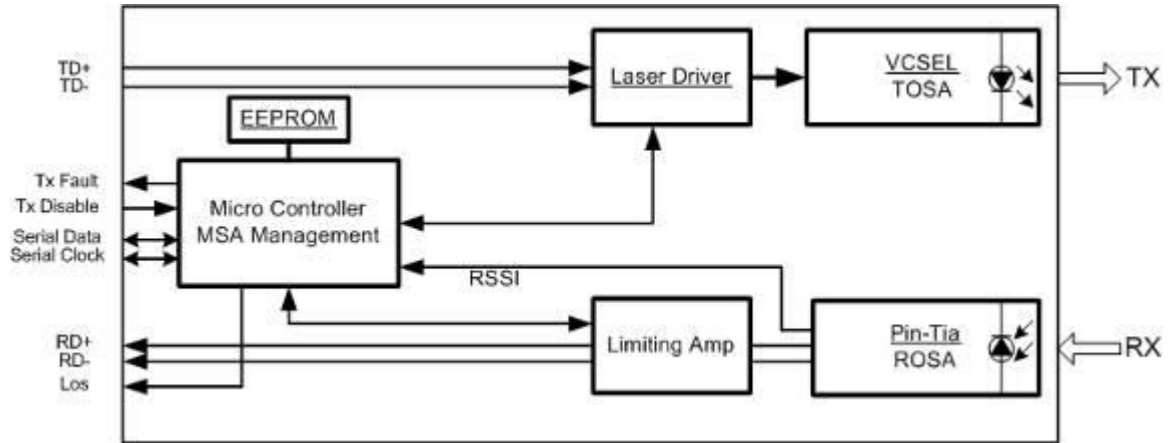 TD+
TD-
Laser Driver
VCSEL
TOSA
TX
EEPROM
Tx Fault
Tx Disable
Serial Data
Serial Clock
Micro Controller
MSA Management
RSSI
RD+
RD-
Los
Limiting Amp
Pin-Tia
ROSA
RX